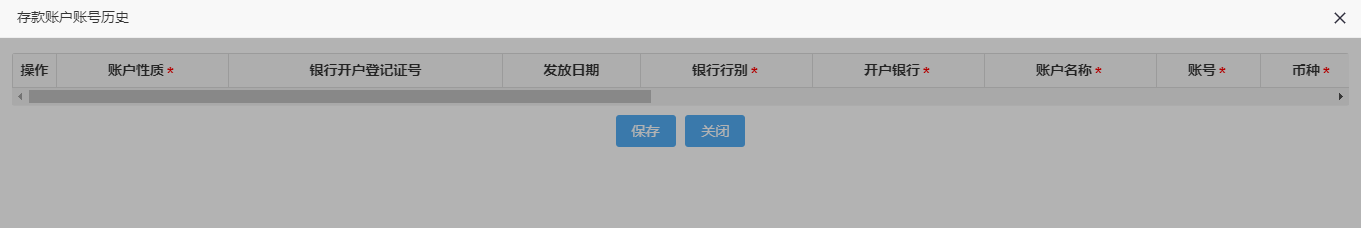 存款账户账号历史
操作 账户性质 * 银行开户登记证号 发放日期 银行行别 * 开户银行 * 账户名称 * 账号 * 币种 *
保存 关闭